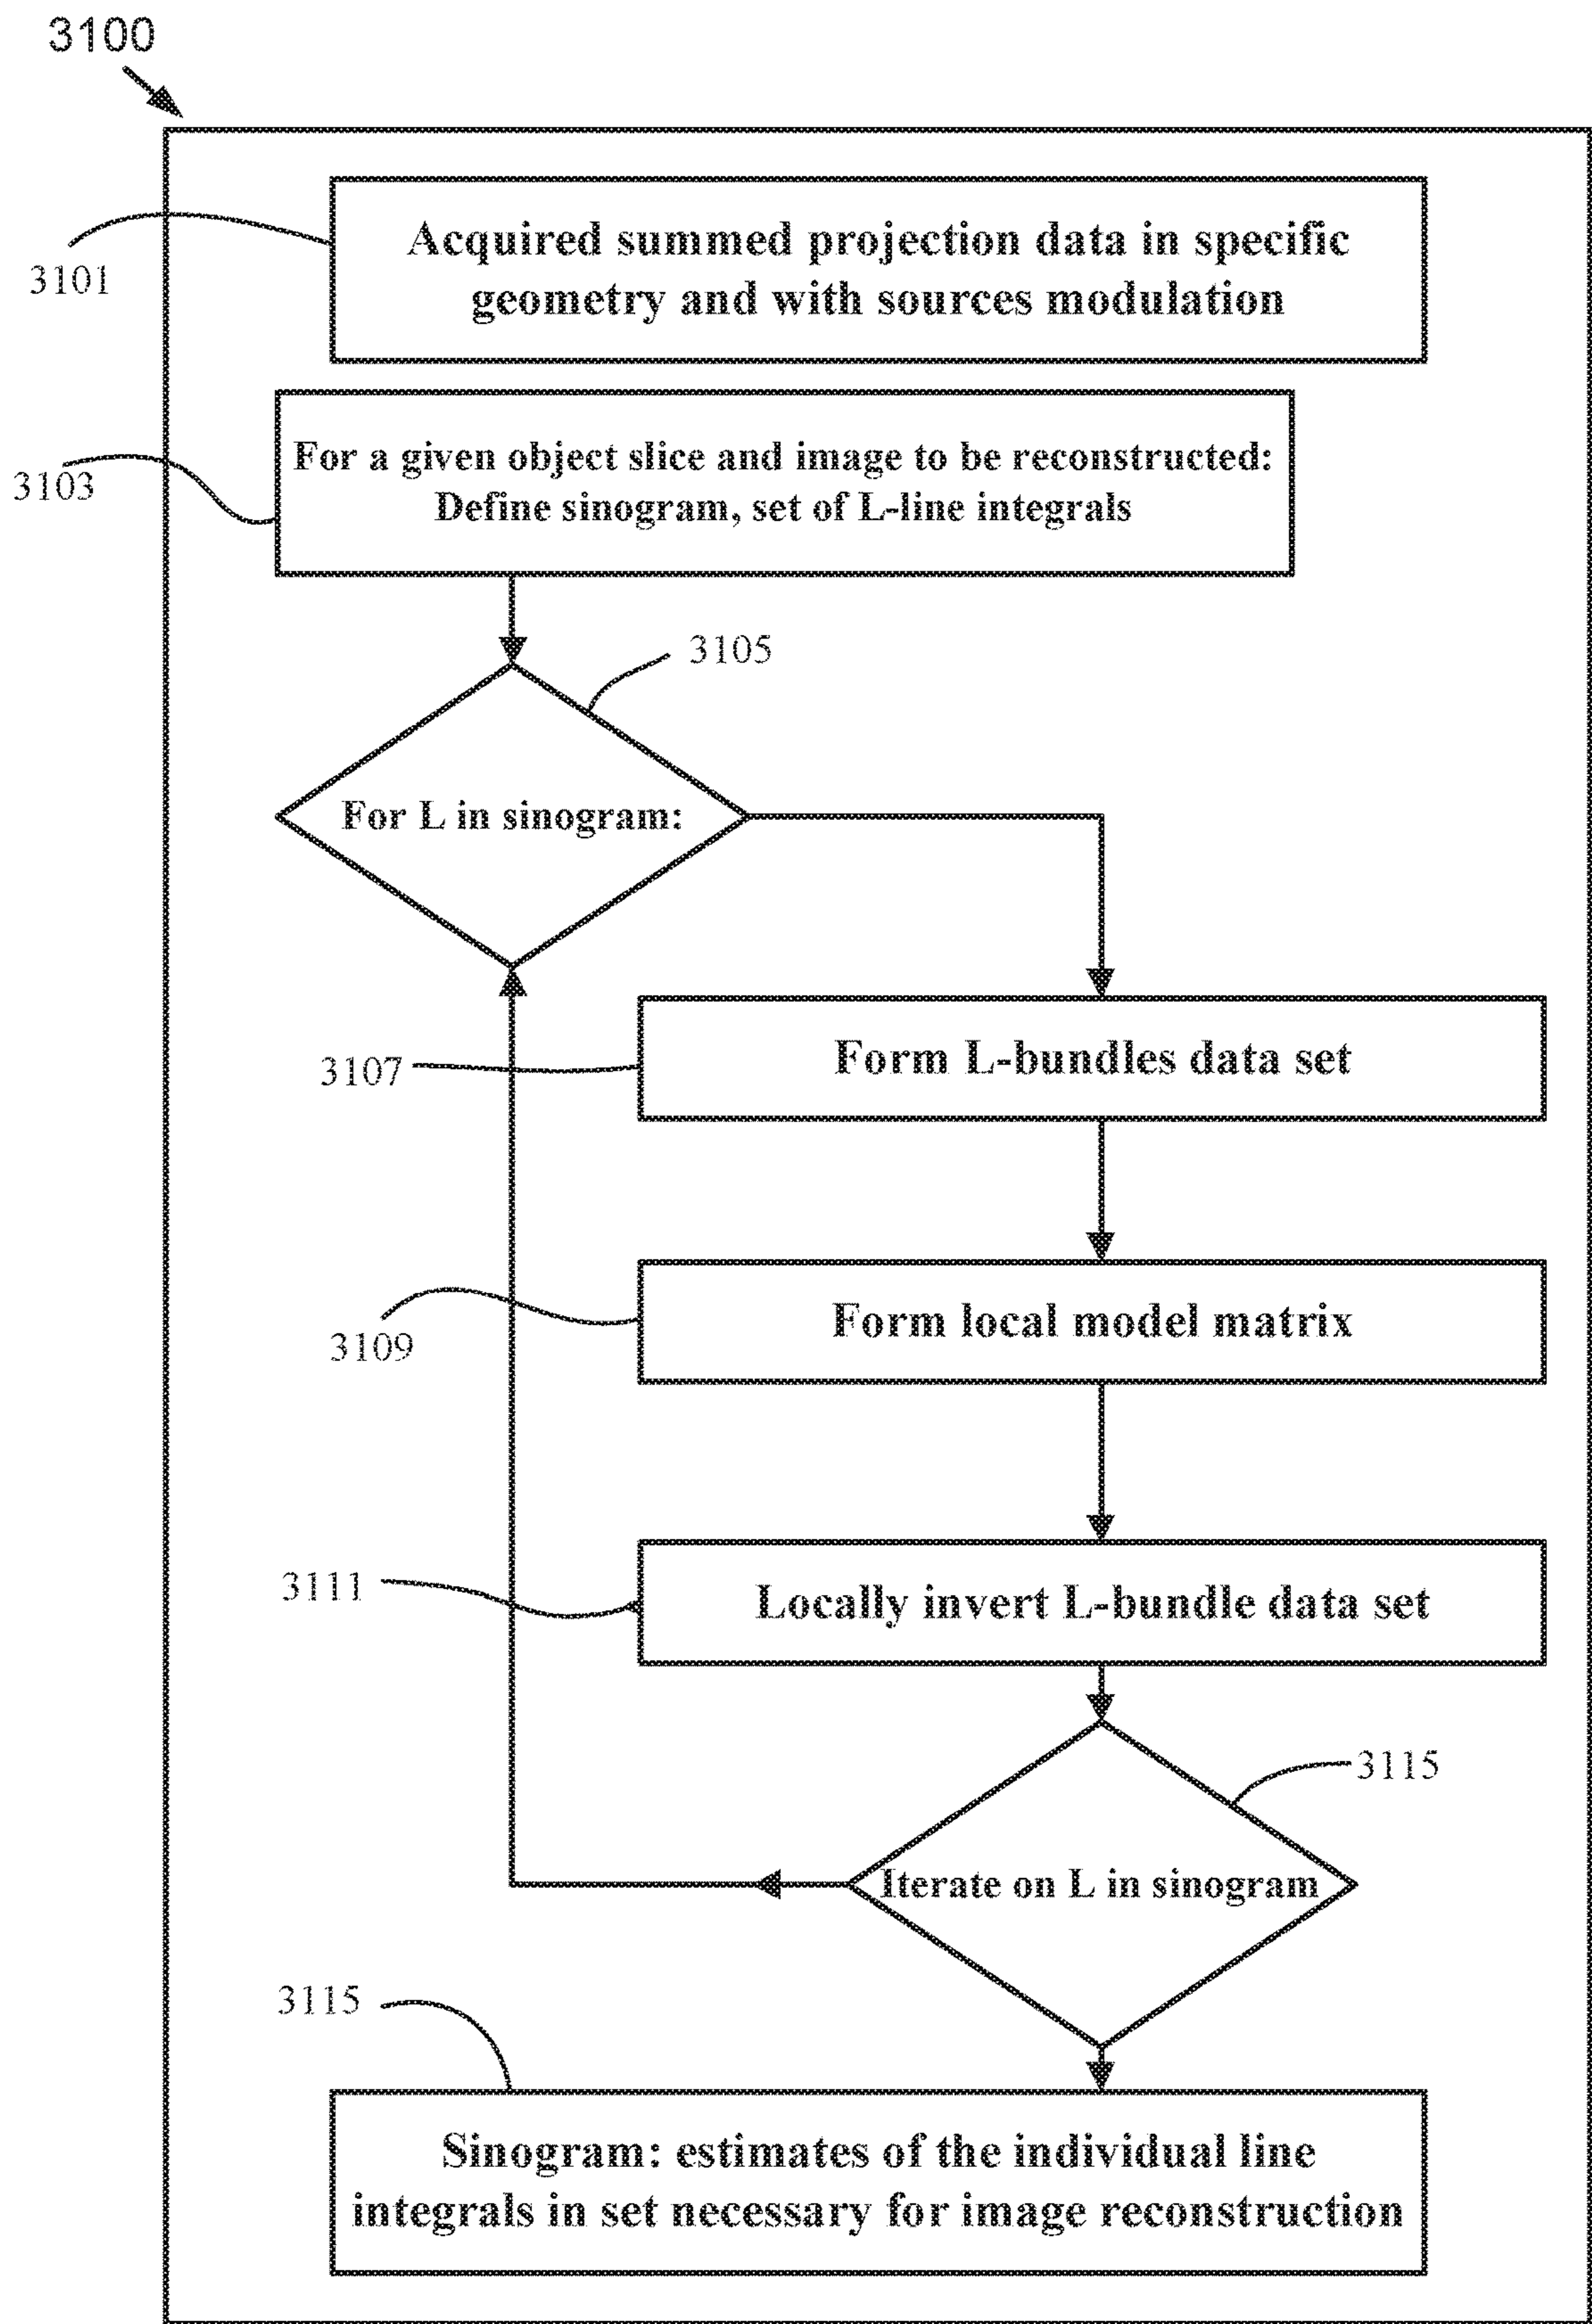 3100
Acquired summed projection data in specific
geometry and with sources modulation
3101
For a given object slice and image to be reconstructed:
Define sinogram, set of L-line integrals
3103
3105
For L in sinogram:
Form L-bundles data set
3107
Form local model matrix
3109
Locally invert L-bundle data set
3111
3115
Iterate on L in sinogram
3115
Sinogram: estimates of the individual line
integrals in set necessary for image reconstruction